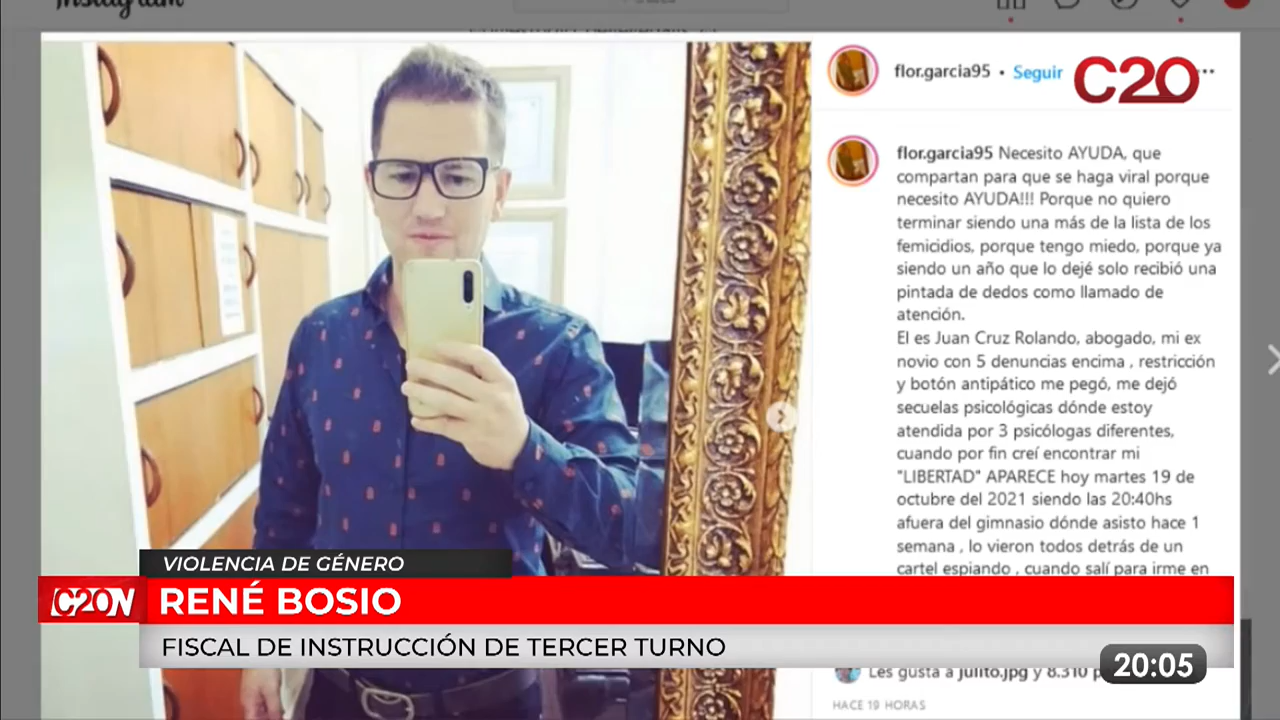 Instagram
flor.garcia95 • Seguir
C20
flor.garcia95 Necesito AYUDA, que
compartan para que se haga viral porque
necesito AYUDA!!! Porque no quiero
terminar siendo una más de la lista de los
femicidios, porque tengo miedo, porque ya
siendo un año que lo dejé solo recibió una
pintada de dedos como llamado de
atención.
El es Juan Cruz Rolando, abogado, mi ex
novio con 5 denuncias encima , restricción
y botón antipático me pegó, me dejó
secuelas psicológicas dónde estoy
atendida por 3 psicólogas diferentes,
cuando por fin creí encontrar mi
"LIBERTAD" APARECE hoy martes 19 de
octubre del 2021 siendo las 20:40hs
afuera del gimnasio dónde asisto hace 1
semana , lo vieron todos detrás de un
cartel espiando , cuando salí para irme en
VIOLENCIA DE GÉNERO
C20N
RENÉ BOSIO
FISCAL DE INSTRUCCIÓN DE TERCER TURNO
Les gusta a julito.jpg y 8.310
20:05
HACE 19 HORAS